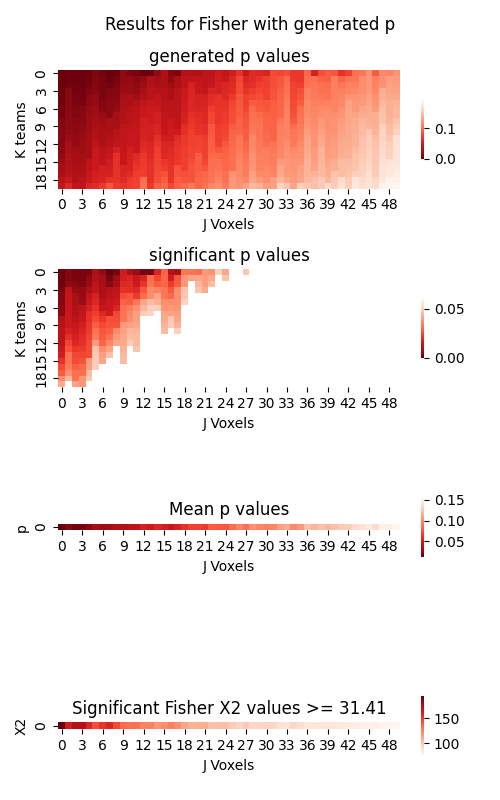 Results for Fisher with generated p
generated p values
K teams
0
3
6
9
12
15
18
0 3 6 9 12 15 18 21 24 27 30 33 36 39 42 45 48
J Voxels
0.1
0.0
significant p values
K teams
0
3
6
9
12
15
18
0 3 6 9 12 15 18 21 24 27 30 33 36 39 42 45 48
J Voxels
0.05
0.00
Mean p values
p
0
0 3 6 9 12 15 18 21 24 27 30 33 36 39 42 45 48
J Voxels
0.15
0.10
0.05
Significant Fisher X2 values >= 31.41
X2
0
0 3 6 9 12 15 18 21 24 27 30 33 36 39 42 45 48
J Voxels
150
100